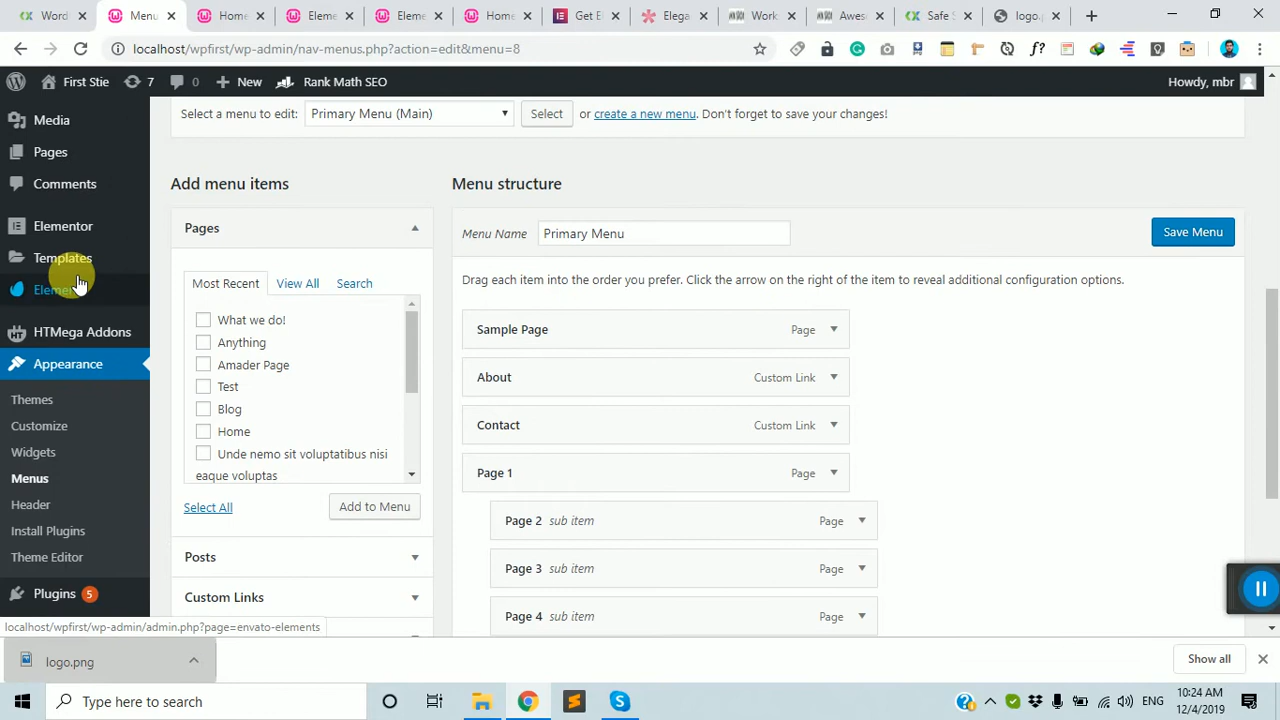 Word
Menu
Home
Eleme
Eleme
Home
Get E
Elega
Work
Awes
Safe S
logo.p
localhost/wpfirst/wp-admin/nav-menus.php?action=edit&menu=8
First Stie
7
0
New
Rank Math SEO
Howdy, mbr
Media
Pages
Comments
Elementor
Templates
Elem
HTMega Addons
Appearance
Themes
Customize
Widgets
Menus
Header
Install Plugins
Theme Editor
Plugins 5
Select a menu to edit: Primary Menu (Main) Select or create a new menu. Don't forget to save your changes!
Add menu items
Pages
Most Recent View All Search
What we do!
Anything
Amader Page
Test
Blog
Home
Unde nemo sit voluptatibus nisi
eaque voluptas
Select All
Add to Menu
Posts
Custom Links
Menu structure
Menu Name Primary Menu
Save Menu
Drag each item into the order you prefer. Click the arrow on the right of the item to reveal additional configuration options.
Sample Page Page
About Custom Link
Contact Custom Link
Page 1 Page
Page 2 sub item Page
Page 3 sub item Page
Page 4 sub item Page
localhost/wpfirst/wp-admin/admin.php?page=envato-elements
logo.png
Show all
Type here to search
ENG
10:24 AM
12/4/2019